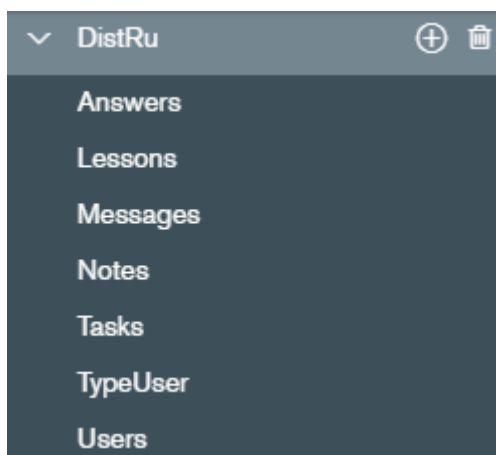 DistRu
Answers
Lessons
Messages
Notes
Tasks
TypeUser
Users